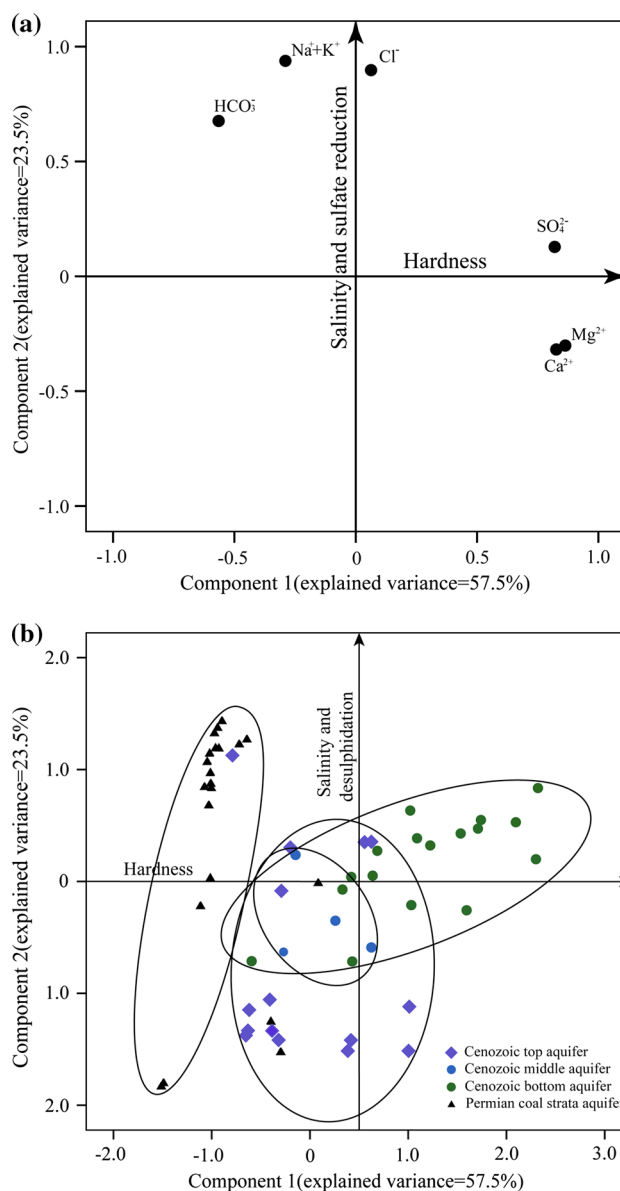 (a)
1.0
0.5
0
-0.5
-1.0
Component 2(explained variance=23.5%)
Na⁺+K⁺
Cl⁻
HCO₃⁻
Salinity and sulfate reduction
SO₄²⁻
Hardness
Mg²⁺
Ca²⁺
-1.0
-0.5
0
0.5
1.0
Component 1(explained variance=57.5%)
(b)
2.0
1.0
0
1.0
2.0
Component 2(explained variance=23.5%)
Salinity and
desulphidation
Hardness
Cenozoic top aquifer
Cenozoic middle aquifer
Cenozoic bottom aquifer
Permian coal strata aquifer
-2.0
-1.0
0
1.0
2.0
3.0
Component 1(explained variance=57.5%)